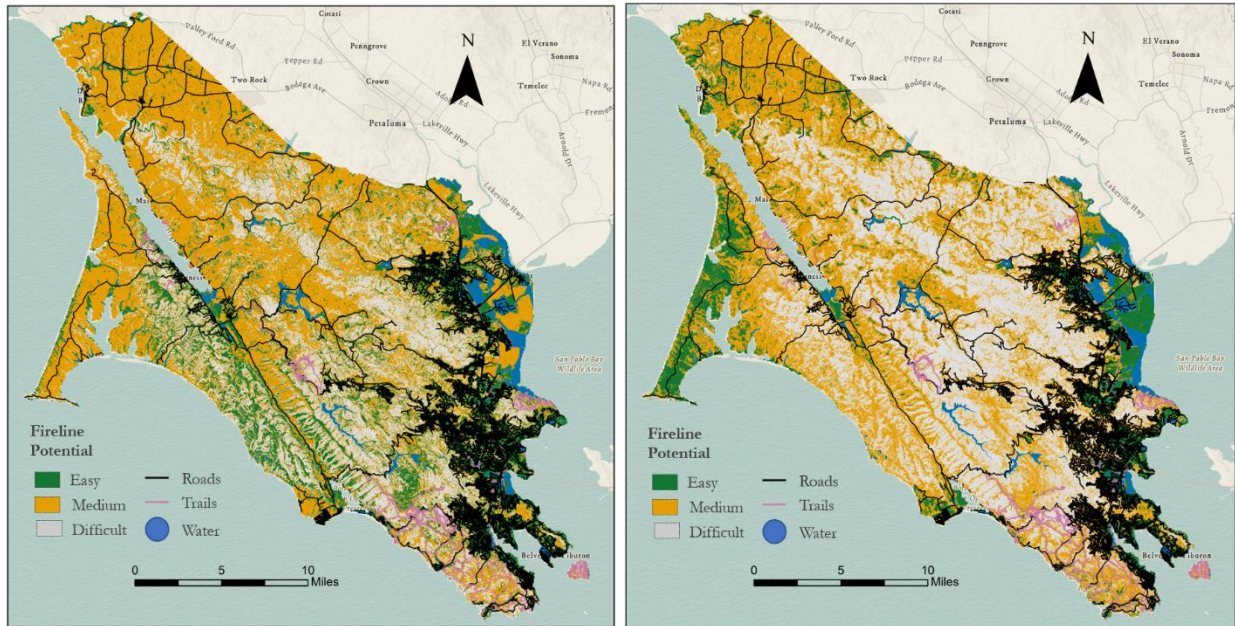 Cotati
Valley Ford Rd
Penngrove
El Verano
Sonoma
Pepper Rd
Two Rock
Crown
Temelec
Napa Rd
Bodega Ave
Fremon
Petaluma
Lakeville Hwy
Arnold Dr
Lakeville Hwy
N
San Pablo Bay
Wildlife Area
Fireline
Potential
Easy
Medium
Difficult
Roads
Trails
Water
0 5 10
Miles
Belve
Tiburon
Cotati
Valley Ford Rd
Penngrove
El Verano
Sonoma
Pepper Rd
Two Rock
Crown
Temelec
Napa Rd
Bodega Ave
Fremon
Petaluma
Lakeville Hwy
Arnold Dr
Lakeville Hwy
N
San Pablo Bay
Wildlife Area
Fireline
Potential
Easy
Medium
Difficult
Roads
Trails
Water
0 5 10
Miles
Belve
Tiburon